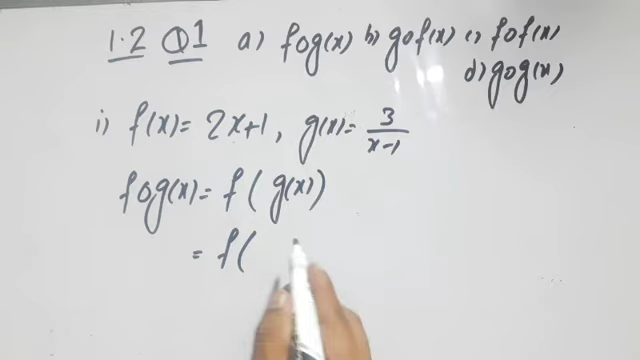 1.2 Q1 a) fog(x) b) gof(x) c) fof(x)
d) gog(x)
i) f(x) = 2x+1, g(x) = 3/(x-1)
fog(x) = f( g(x))
= f(